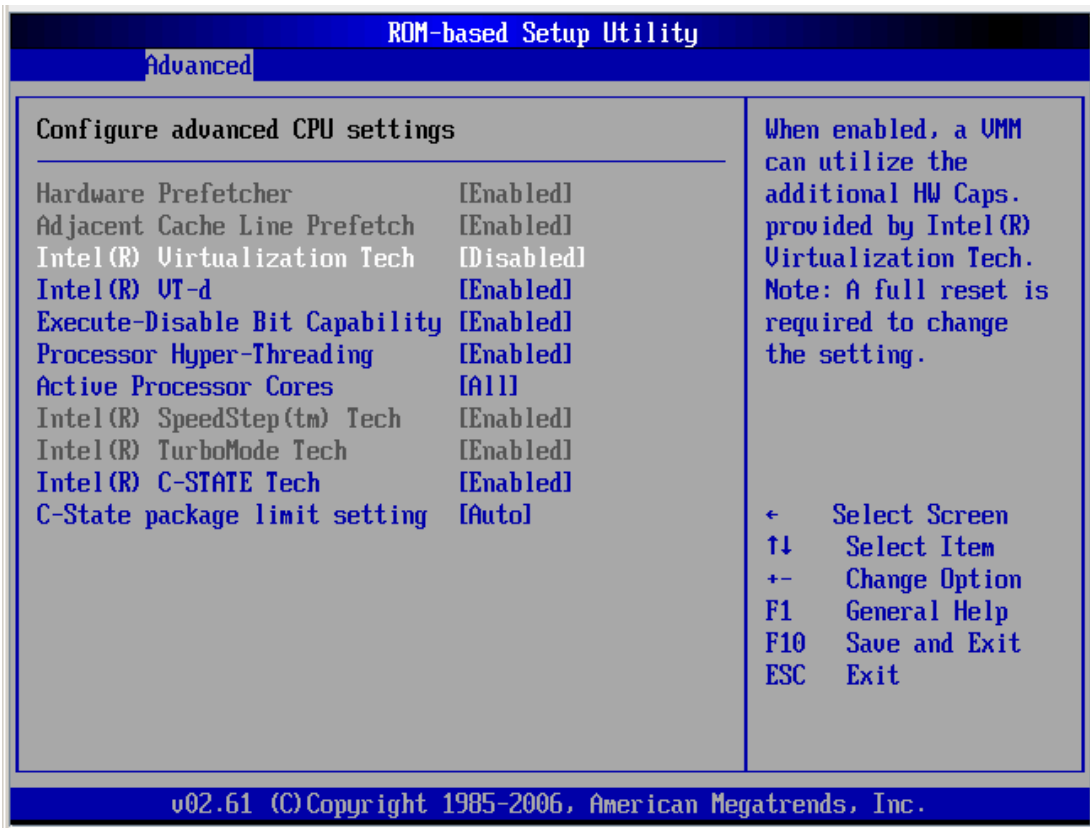 ROM-based Setup Utility
Advanced
Configure advanced CPU settings
Hardware Prefetcher [Enabled]
Adjacent Cache Line Prefetch [Enabled]
Intel(R) Virtualization Tech [Disabled]
Intel(R) VT-d [Enabled]
Execute-Disable Bit Capability [Enabled]
Processor Hyper-Threading [Enabled]
Active Processor Cores [All]
Intel(R) SpeedStep(tm) Tech [Enabled]
Intel(R) TurboMode Tech [Enabled]
Intel(R) C-STATE Tech [Enabled]
C-State package limit setting [Auto]
When enabled, a VMM
can utilize the
additional HW Caps.
provided by Intel(R)
Virtualization Tech.
Note: A full reset is
required to change
the setting.
← Select Screen
↑↓ Select Item
+- Change Option
F1 General Help
F10 Save and Exit
ESC Exit
v02.61 (C)Copyright 1985-2006, American Megatrends, Inc.